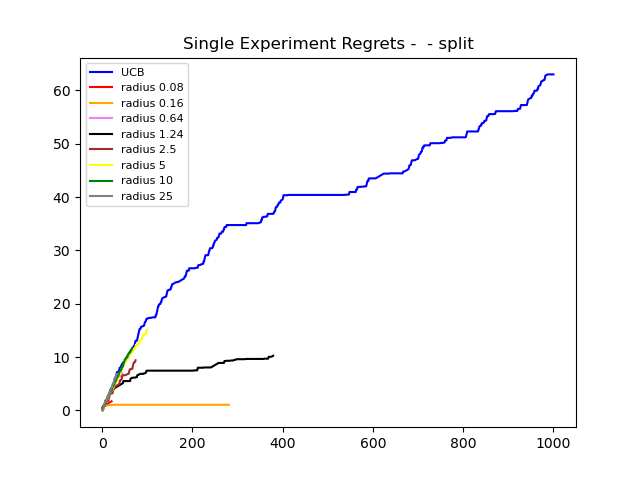 Single Experiment Regrets -  - split
UCB
radius 0.08
radius 0.16
radius 0.64
radius 1.24
radius 2.5
radius 5
radius 10
radius 25
60
50
40
30
20
10
0
0 200 400 600 800 1000